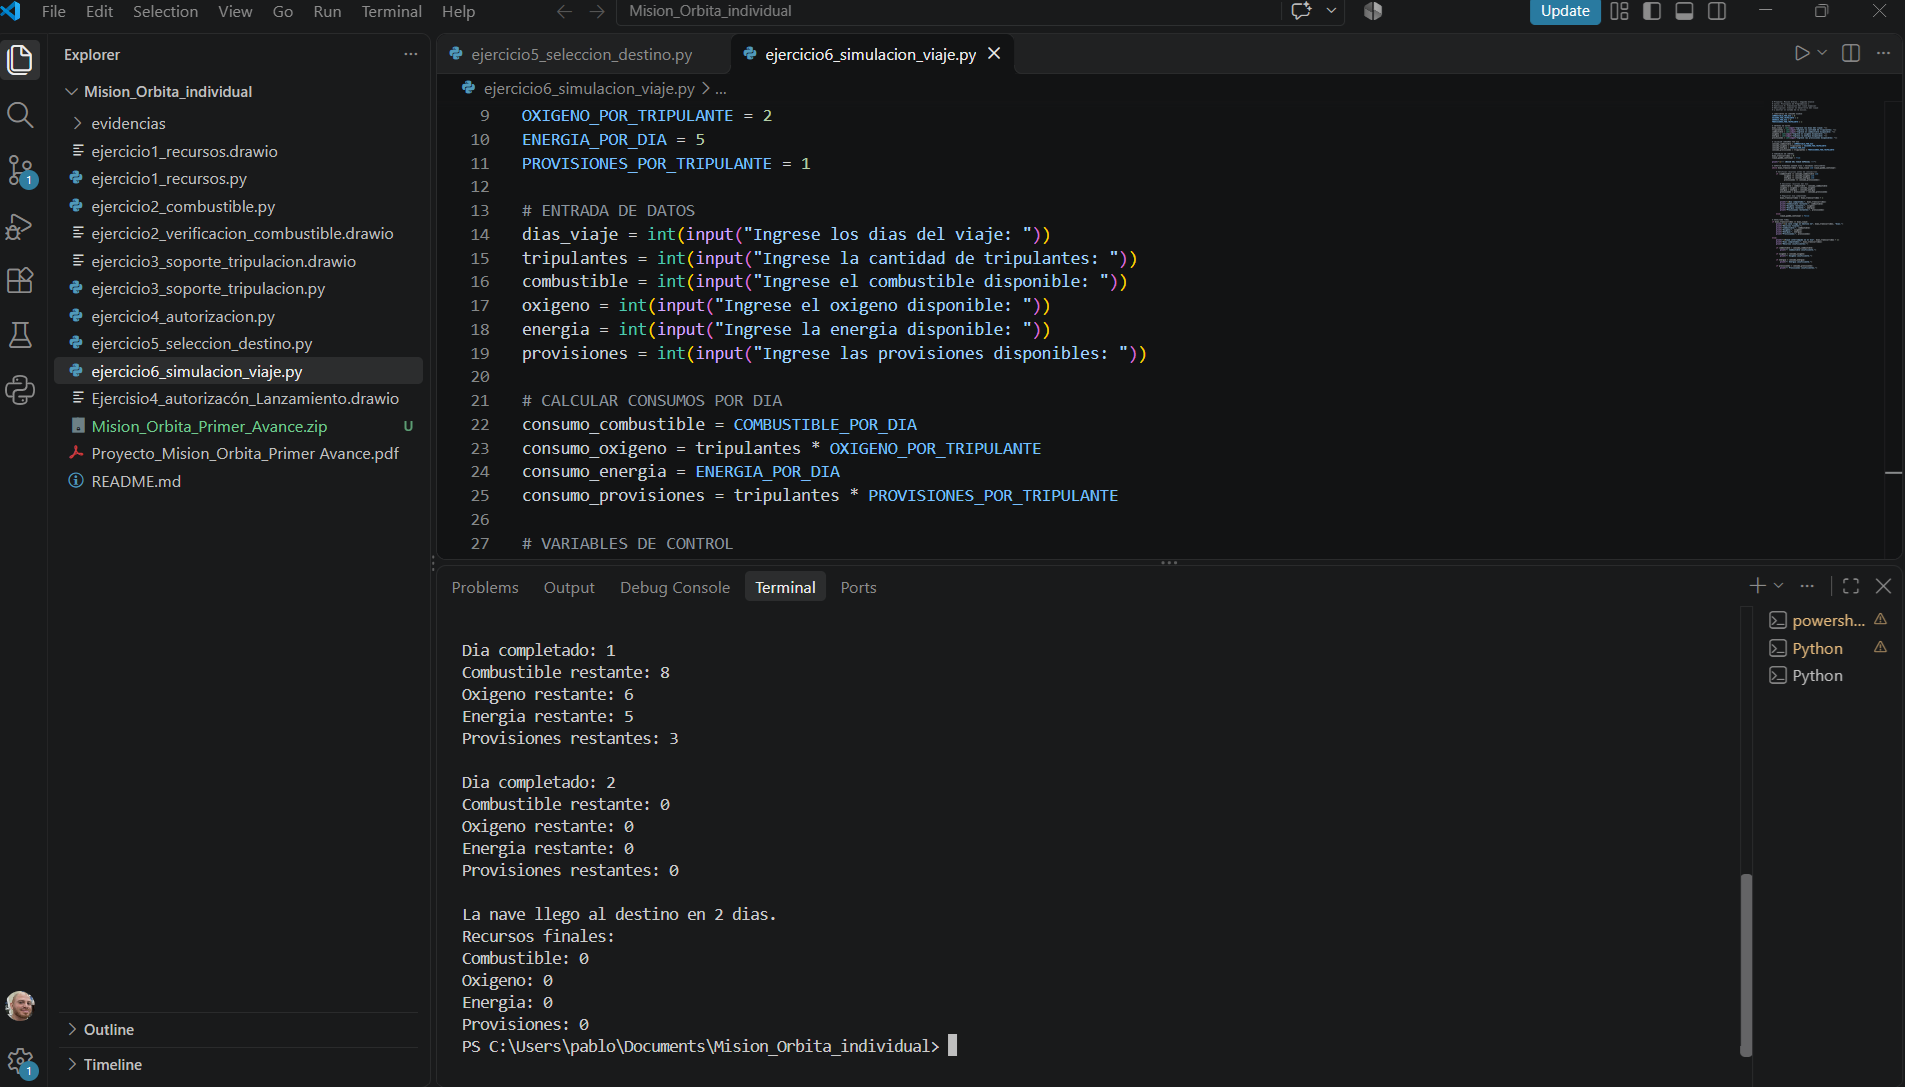 File Edit Selection View Go Run Terminal Help
Mision_Orbita_individual
Update
Explorer
Mision_Orbita_individual
evidencias
ejercicio1_recursos.drawio
ejercicio1_recursos.py
ejercicio2_combustible.py
ejercicio2_verificacion_combustible.drawio
ejercicio3_soporte_tripulacion.drawio
ejercicio3_soporte_tripulacion.py
ejercicio4_autorizacion.py
ejercicio5_seleccion_destino.py
ejercicio6_simulacion_viaje.py
Ejercisio4_autorizacón_Lanzamiento.drawio
Mision_Orbita_Primer_Avance.zip U
Proyecto_Mision_Orbita_Primer Avance.pdf
README.md
Outline
Timeline
1
1
ejercicio5_seleccion_destino.py
ejercicio6_simulacion_viaje.py
ejercicio6_simulacion_viaje.py > ...
9 OXIGENO_POR_TRIPULANTE = 2
10 ENERGIA_POR_DIA = 5
11 PROVISIONES_POR_TRIPULANTE = 1
12
13 # ENTRADA DE DATOS
14 dias_viaje = int(input("Ingrese los dias del viaje: "))
15 tripulantes = int(input("Ingrese la cantidad de tripulantes: "))
16 combustible = int(input("Ingrese el combustible disponible: "))
17 oxigeno = int(input("Ingrese el oxigeno disponible: "))
18 energia = int(input("Ingrese la energia disponible: "))
19 provisiones = int(input("Ingrese las provisiones disponibles: "))
20
21 # CALCULAR CONSUMOS POR DIA
22 consumo_combustible = COMBUSTIBLE_POR_DIA
23 consumo_oxigeno = tripulantes * OXIGENO_POR_TRIPULANTE
24 consumo_energia = ENERGIA_POR_DIA
25 consumo_provisiones = tripulantes * PROVISIONES_POR_TRIPULANTE
26
27 # VARIABLES DE CONTROL
Problems Output Debug Console Terminal Ports
powersh...
Python
Python
Dia completado: 1
Combustible restante: 8
Oxigeno restante: 6
Energia restante: 5
Provisiones restantes: 3
Dia completado: 2
Combustible restante: 0
Oxigeno restante: 0
Energia restante: 0
Provisiones restantes: 0
La nave llego al destino en 2 dias.
Recursos finales:
Combustible: 0
Oxigeno: 0
Energia: 0
Provisiones: 0
PS C:\Users\pablo\Documents\Mision_Orbita_individual>